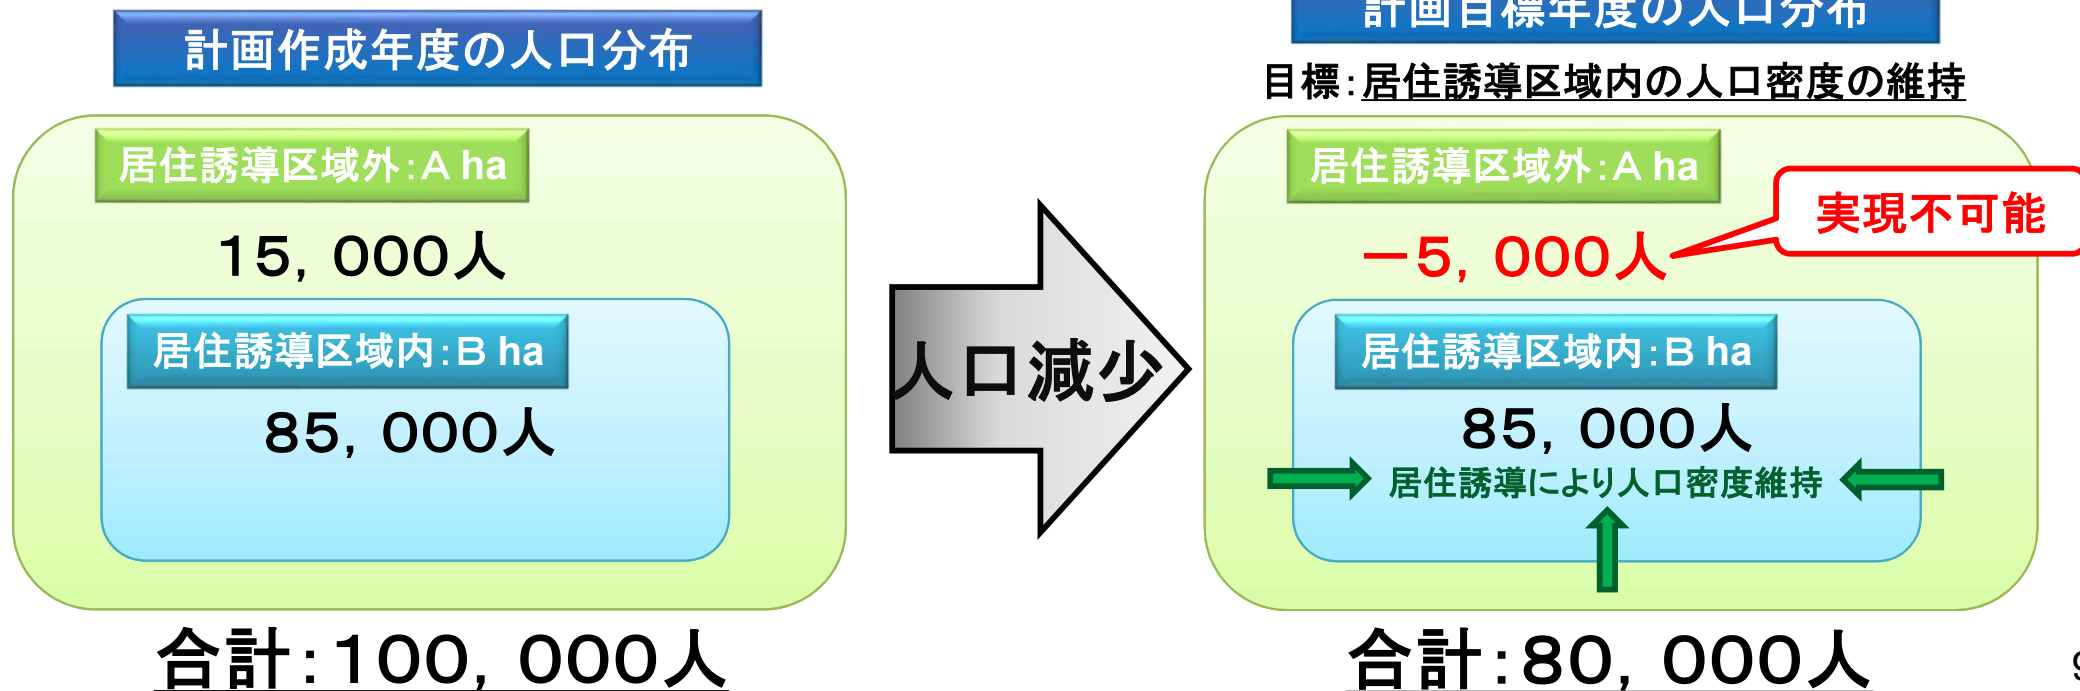 計画作成年度の人口分布
居住誘導区域外:A ha
15,000人
居住誘導区域内:B ha
85,000人
合計:100,000人
人口減少
計画目標年度の人口分布
目標:居住誘導区域内の人口密度の維持
居住誘導区域外:A ha
実現不可能
-5,000人
居住誘導区域内:B ha
85,000人
居住誘導により人口密度維持
合計:80,000人